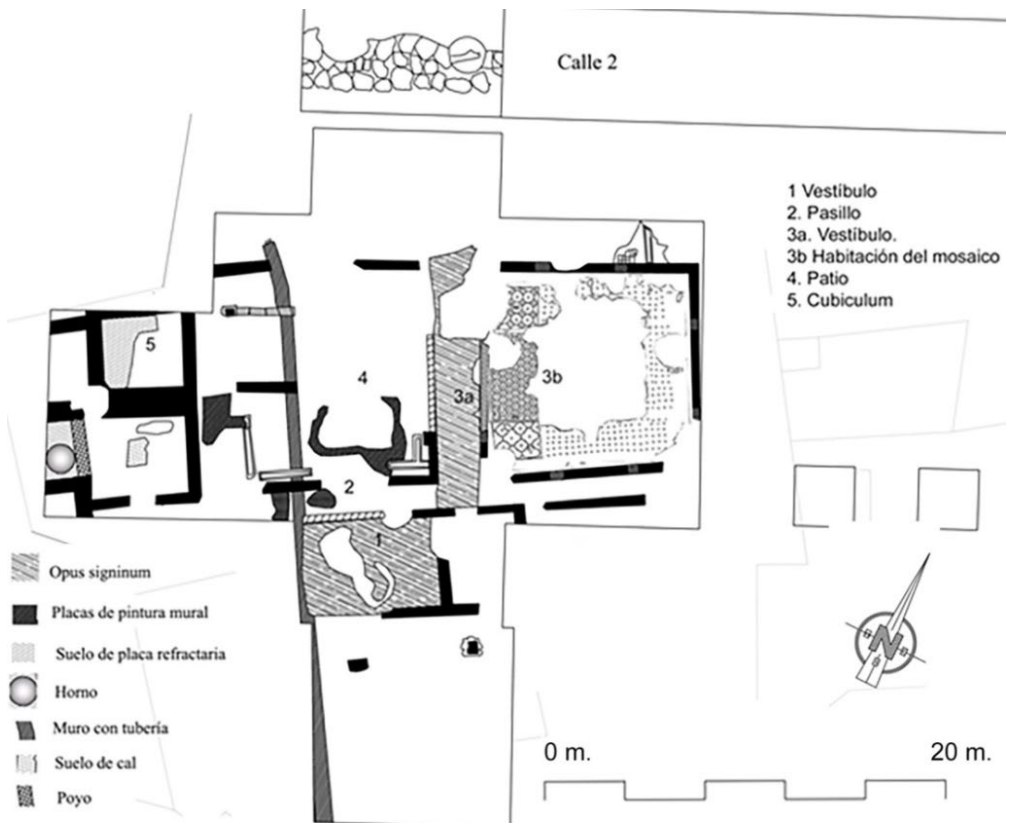 Calle 2
1 Vestíbulo
2. Pasillo
3a. Vestíbulo.
3b Habitación del mosaico
4. Patio
5. Cubiculum
5
4
3a
3b
2
1
Opus signinum
Placas de pintura mural
Suelo de placa refractaria
Horno
Muro con tubería
Suelo de cal
Poyo
N
0 m.
20 m.